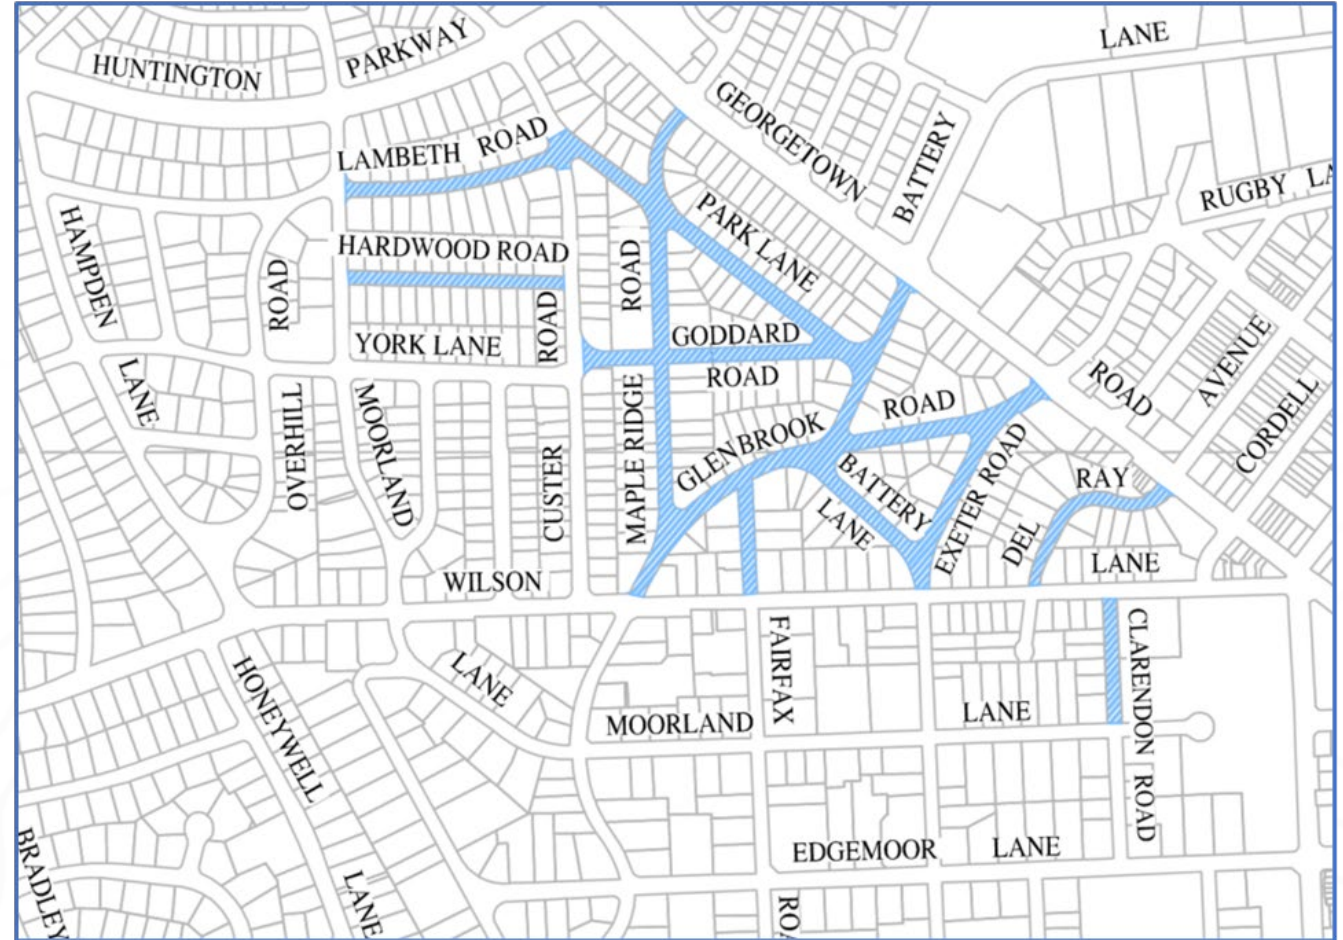 HUNTINGTON
PARKWAY
LANE
GEORGETOWN
BATTERY
LAMBETH ROAD
RUGBY LA
HAMPDEN
PARK LANE
HARDWOOD ROAD
ROAD
ROAD
ROAD
YORK LANE
GODDARD
ROAD
LANE
OVERHILL
MOORLAND
CUSTER
MAPLE RIDGE
GLENBROOK
ROAD
ROAD
AVENUE
CORDELL
BATTERY
LANE
EXETER ROAD
RAY
DEL
LANE
WILSON
FAIRFAX
CLARENDON ROAD
HONEYWELL
LANE
MOORLAND
LANE
EDGEMOOR LANE
BRADLEY
LANE
ROA